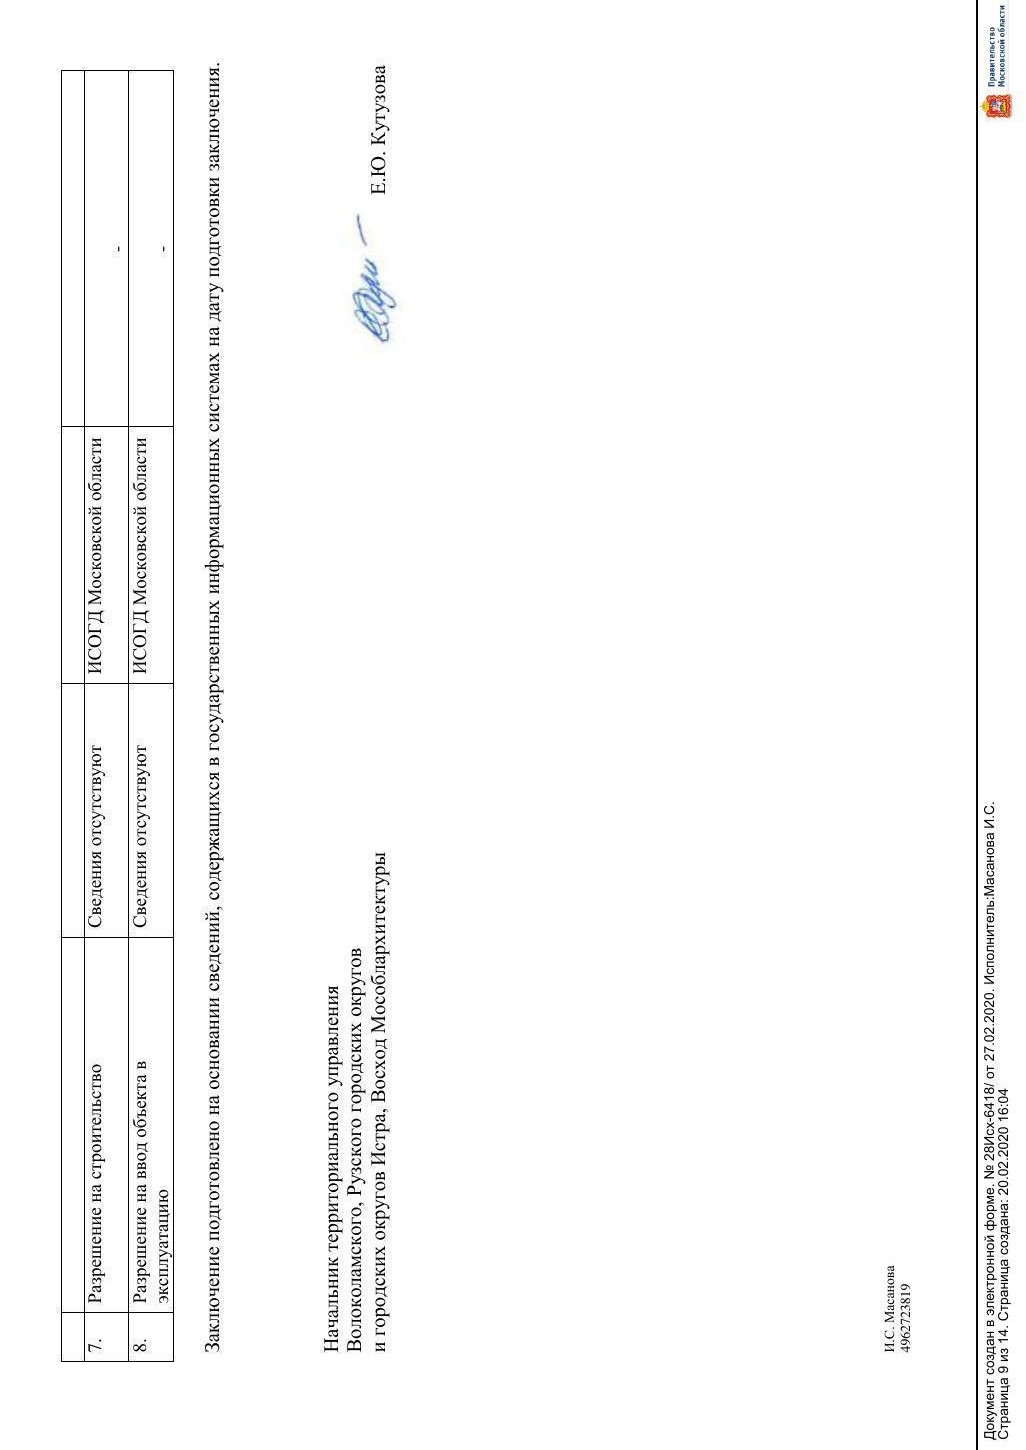 7. Разрешение на строительство Сведения отсутствуют ИСОГД Московской области -
8. Разрешение на ввод объекта в Сведения отсутствуют ИСОГД Московской области -
эксплуатацию
Заключение подготовлено на основании сведений, содержащихся в государственных информационных системах на дату подготовки заключения.
Начальник территориального управления
Волоколамского, Рузского городских округов
и городских округов Истра, Восход Мособлархитектуры Е.Ю. Кутузова
И.С. Масанова
4962723819
Документ создан в электронной форме. № 28Исх-6418/ от 27.02.2020. Исполнитель:Масанова И.С.
Страница 9 из 14. Страница создана: 20.02.2020 16:04
Правительство
Московской области